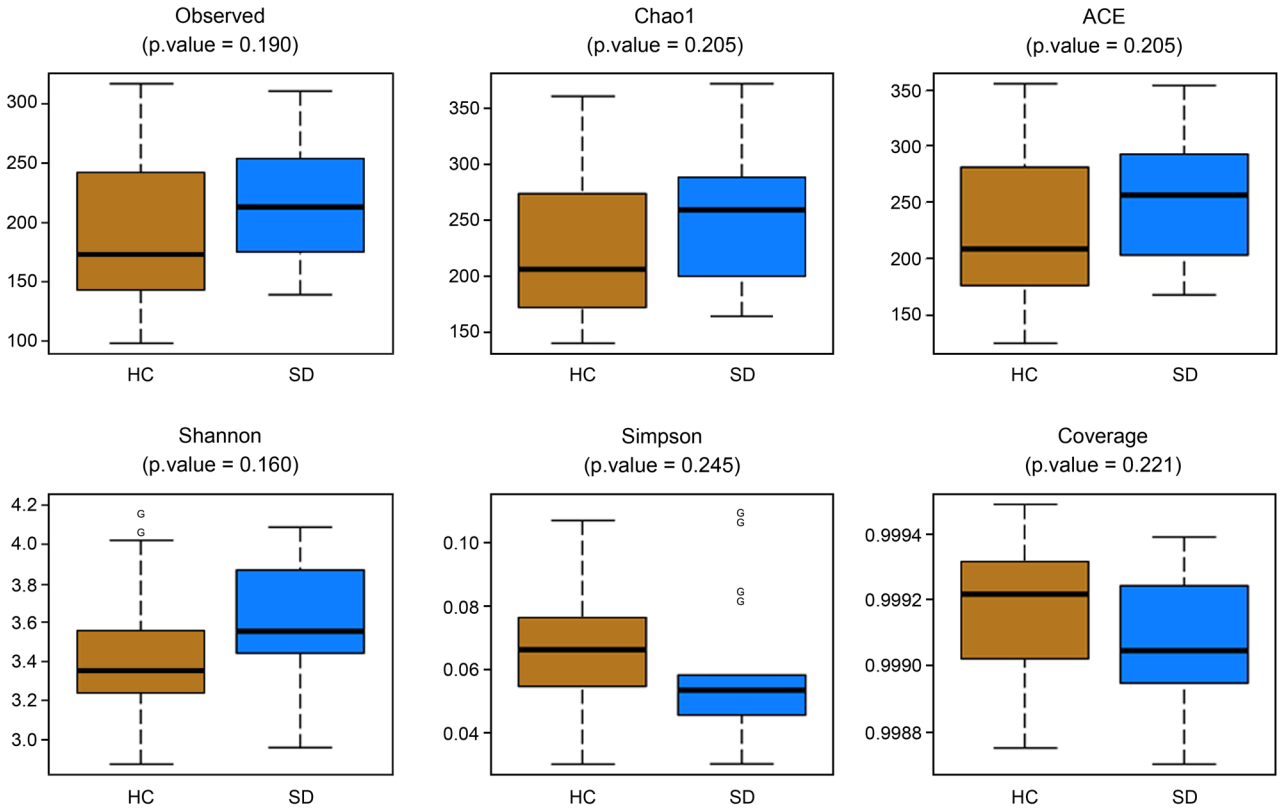 Observed
(p.value = 0.190)
300
250
200
150
100
HC
SD
Chao1
(p.value = 0.205)
350
300
250
200
150
HC
SD
ACE
(p.value = 0.205)
350
300
250
200
150
HC
SD
Shannon
(p.value = 0.160)
4.2
4.0
3.8
3.6
3.4
3.2
3.0
G
G
HC
SD
Simpson
(p.value = 0.245)
0.10
0.08
0.06
0.04
G
G
G
G
HC
SD
Coverage
(p.value = 0.221)
0.9994
0.9992
0.9990
0.9988
HC
SD